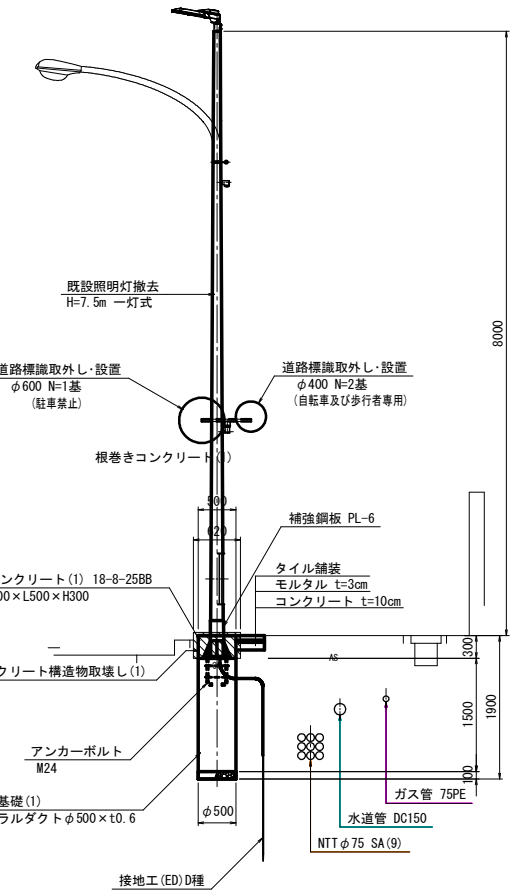 既設照明灯撤去
H=7.5m 一灯式
8000
道路標識取外し・設置
φ600 N=1基
(駐車禁止)
道路標識取外し・設置
φ400 N=2基
(自転車及び歩行者専用)
根巻きコンクリート(1)
500
620
補強鋼板 PL-6
ンクリート(1) 18-8-25BB
00×L500×H300
タイル舗装
モルタル t=3cm
コンクリート t=10cm
クリート構造物取壊し(1)
AS
300
1500
1900
100
アンカーボルト
M24
基礎(1)
ラルダクトφ500×t0.6
φ500
ガス管 75PE
水道管 DC150
NTTφ75 SA(9)
接地工(ED)D種